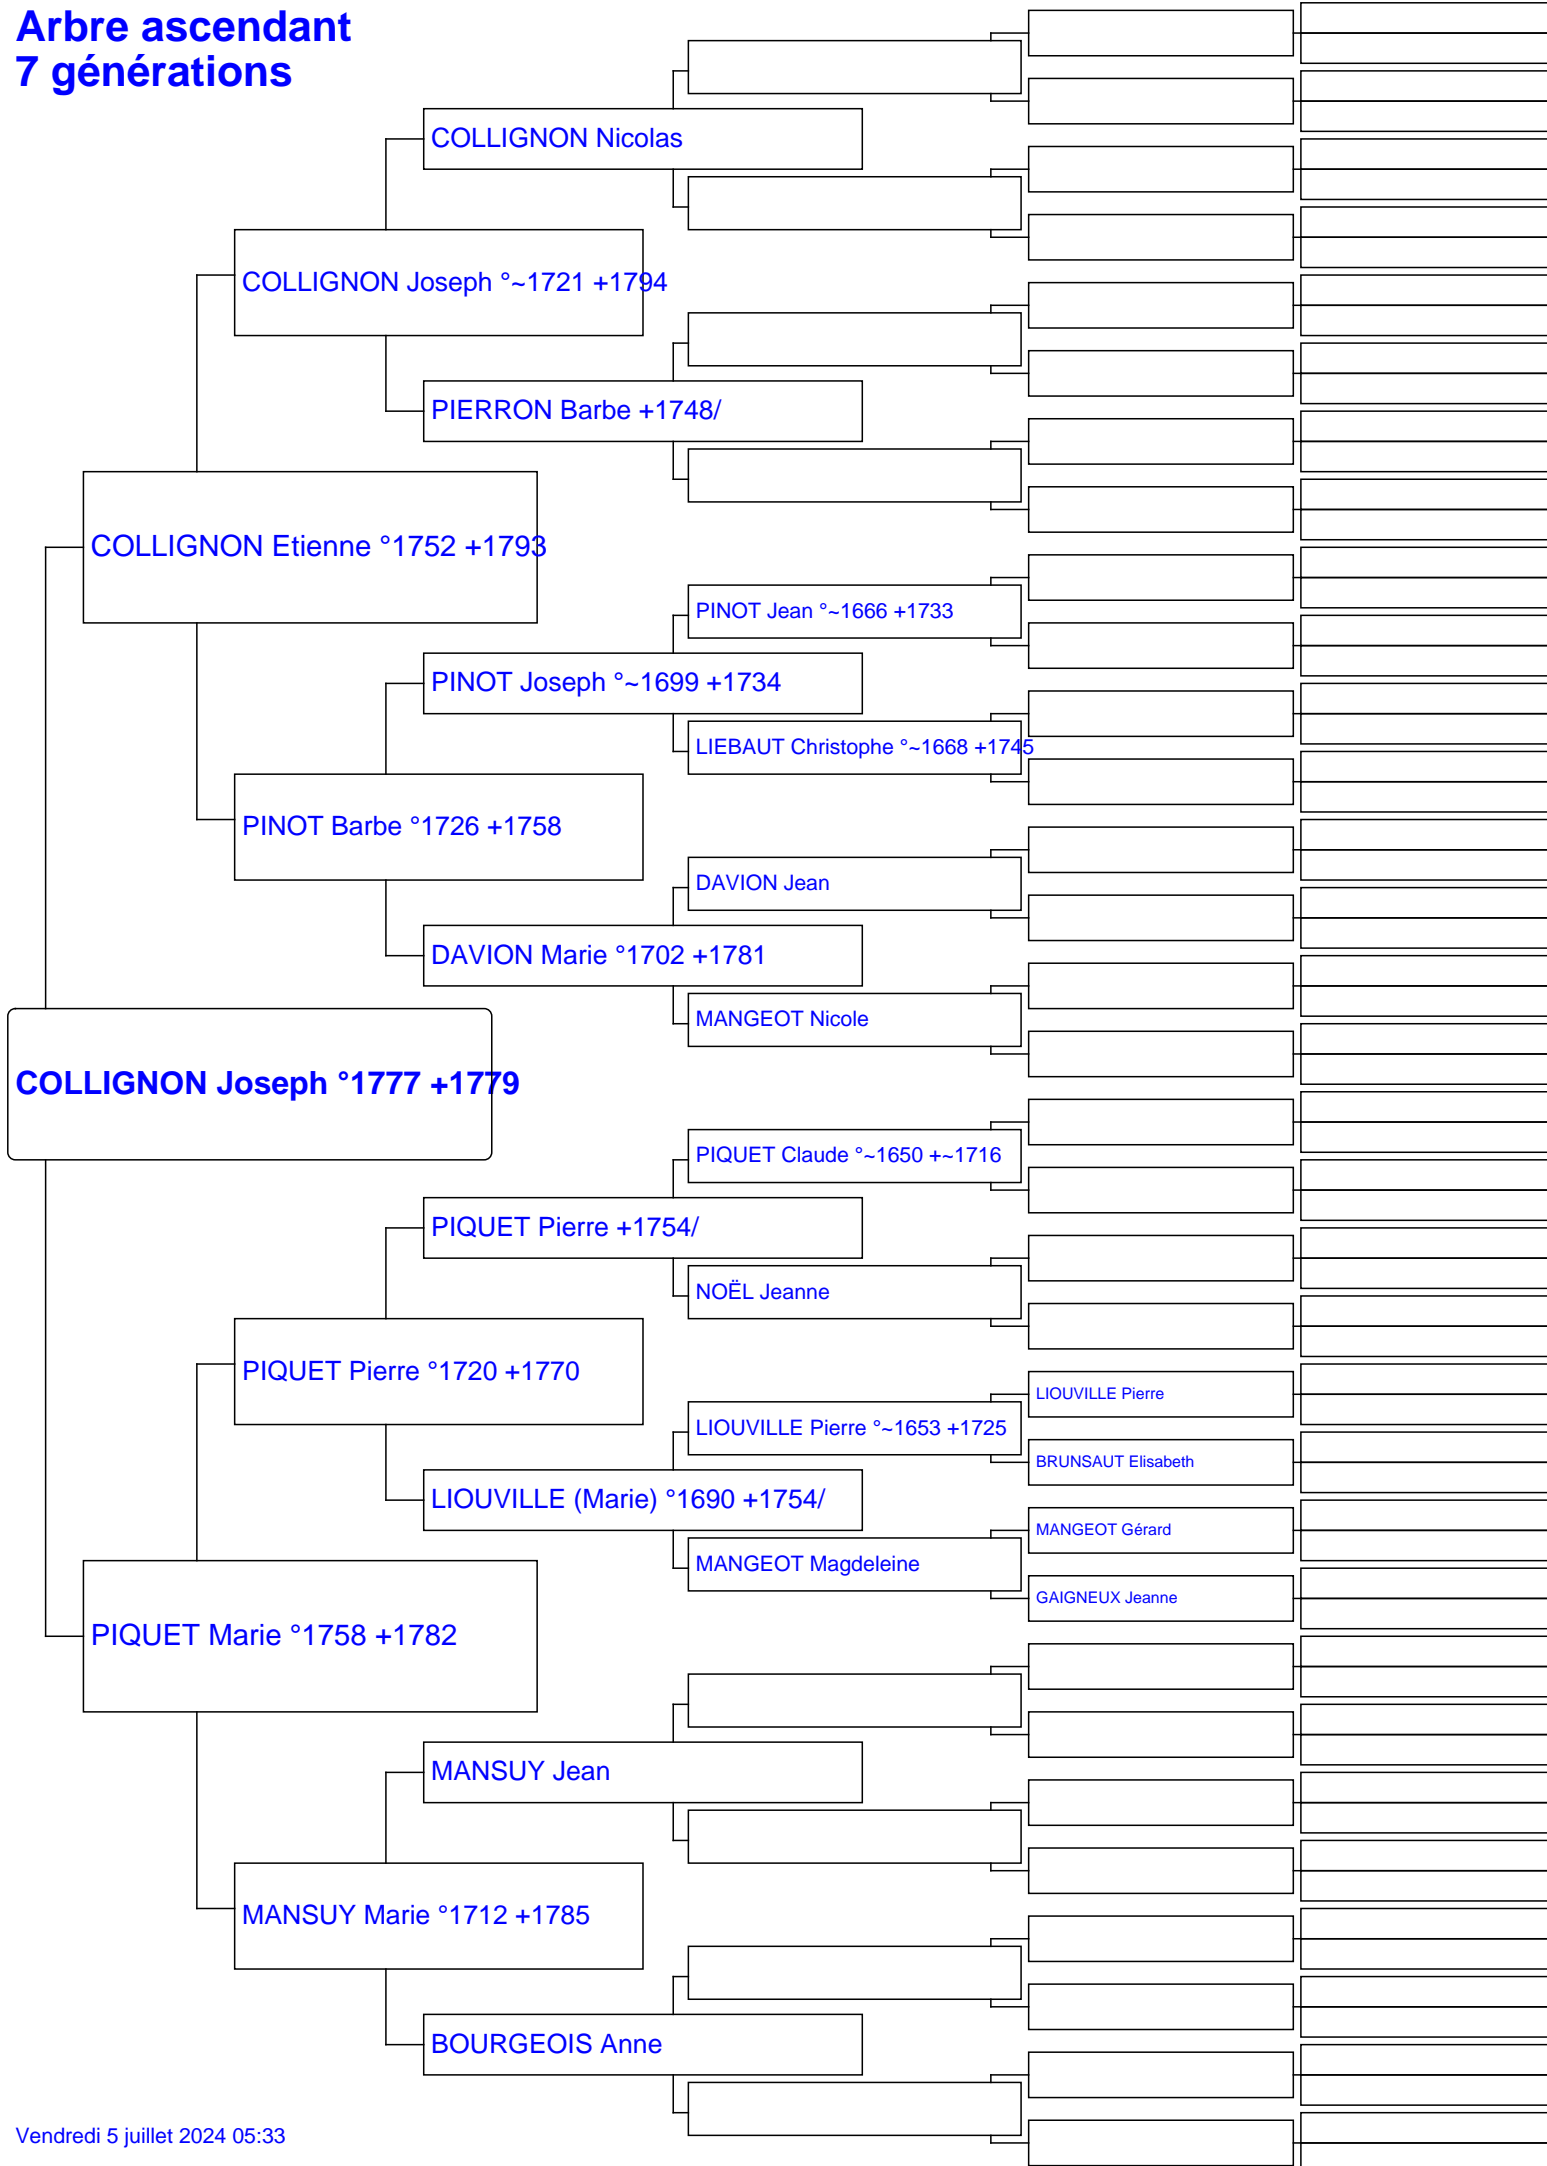 Arbre ascendant
7 générations
COLLIGNON Nicolas
COLLIGNON Joseph °~1721 +1794
PIERRON Barbe +1748/
COLLIGNON Etienne °1752 +1793
PINOT Jean °~1666 +1733
PINOT Joseph °~1699 +1734
LIEBAUT Christophe °~1668 +1745
PINOT Barbe °1726 +1758
DAVION Jean
DAVION Marie °1702 +1781
MANGEOT Nicole
COLLIGNON Joseph °1777 +1779
PIQUET Claude °~1650 +~1716
PIQUET Pierre +1754/
NOËL Jeanne
PIQUET Pierre °1720 +1770
LIOUVILLE Pierre
LIOUVILLE Pierre °~1653 +1725
BRUNSAUT Elisabeth
LIOUVILLE (Marie) °1690 +1754/
MANGEOT Gérard
MANGEOT Magdeleine
GAIGNEUX Jeanne
PIQUET Marie °1758 +1782
MANSUY Jean
MANSUY Marie °1712 +1785
BOURGEOIS Anne
Vendredi 5 juillet 2024 05:33